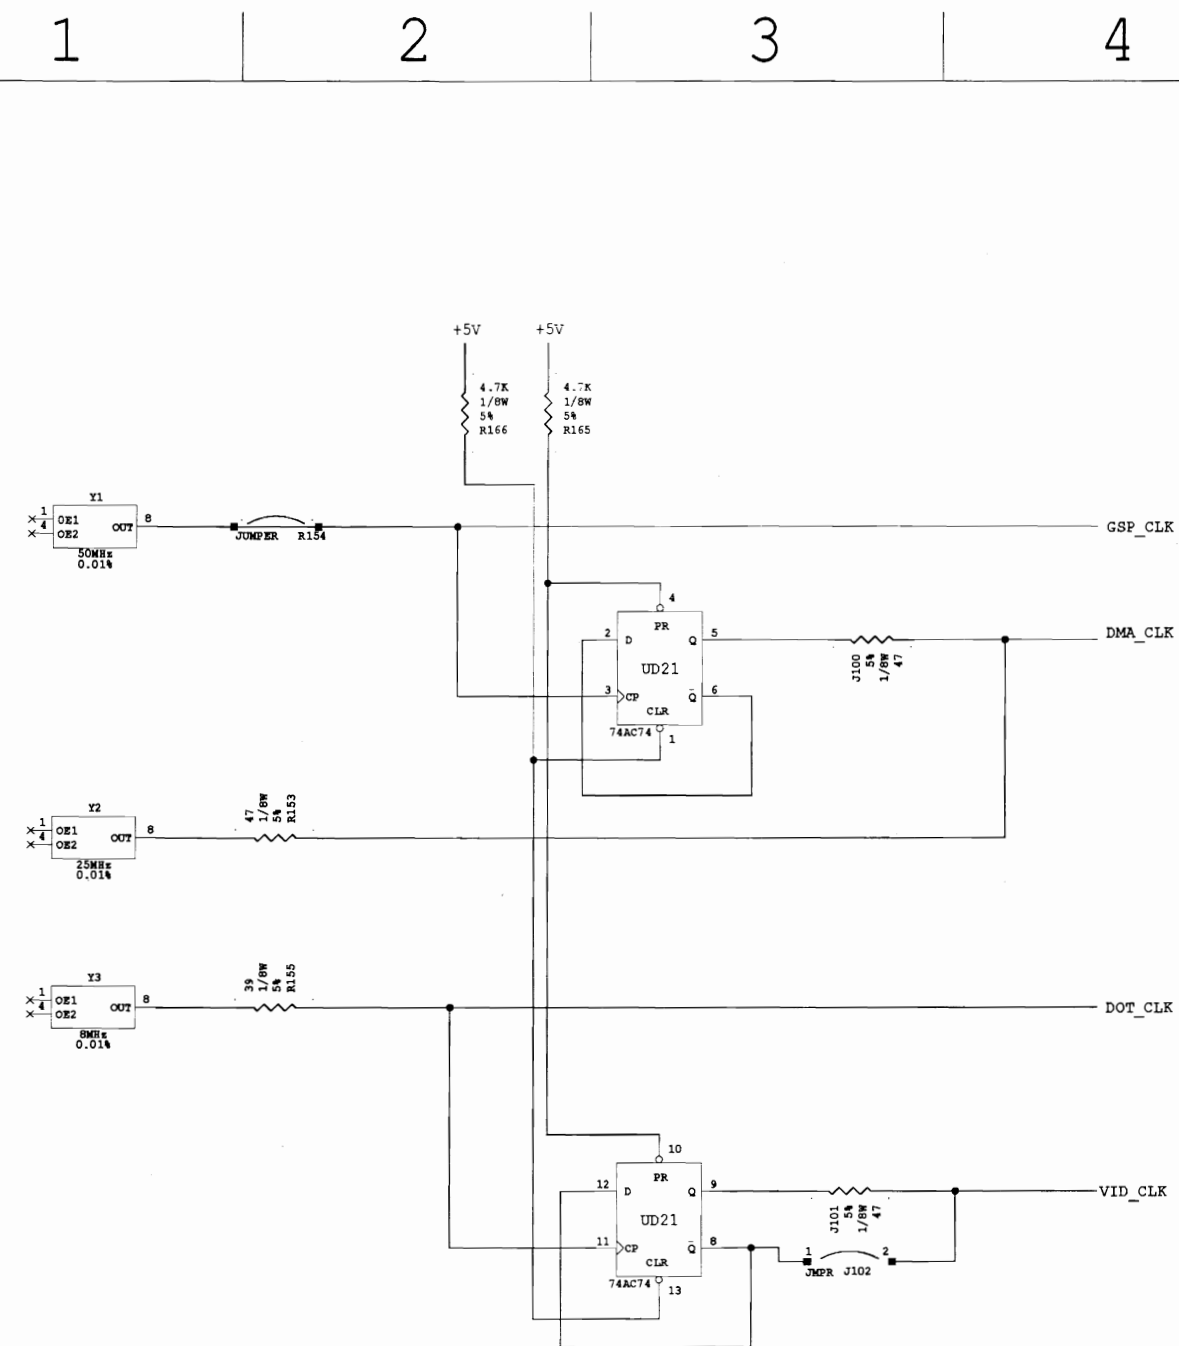 1 2 3 4
+5V +5V
4.7K
1/8W
5%
R166
4.7K
1/8W
5%
R165
Y1
1 OE1
4 OE2
OUT 8
50MHz
0.01%
JUMPER R154
GSP_CLK
4
PR
2 D
Q 5
UD21
3 CP
Q̅ 6
CLR
74AC74
1
J100
5%
1/8W
47
DMA_CLK
Y2
1 OE1
4 OE2
OUT 8
25MHz
0.01%
47
1/8W
5%
R153
Y3
1 OE1
4 OE2
OUT 8
8MHz
0.01%
39
1/8W
5%
R155
DOT_CLK
10
PR
12 D
Q 9
UD21
11 CP
Q̅ 8
CLR
74AC74
13
J101
5%
1/8W
47
VID_CLK
1 2
JMPR J102